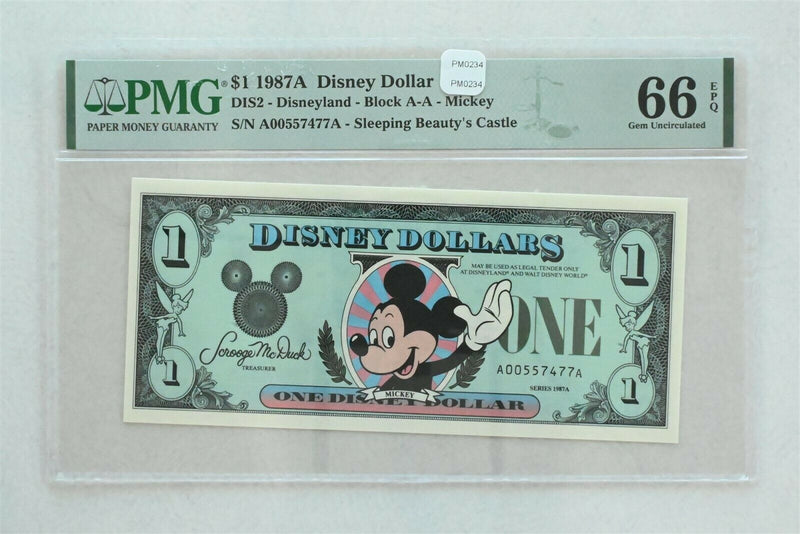 PM0234
PM0234
PMG®
PAPER MONEY GUARANTY
$1 1987A Disney Dollar
DIS2 - Disneyland - Block A-A - Mickey
S/N A00557477A - Sleeping Beauty's Castle
66
EPQ
Gem Uncirculated
1
DISNEY DOLLARS
1
MAY BE USED AS LEGAL TENDER ONLY
AT DISNEYLAND® AND WALT DISNEY WORLD®
ONE
Scrooge McDuck
TREASURER
A00557477A
SERIES 1987A
1
MICKEY
ONE DISNEY DOLLAR
1